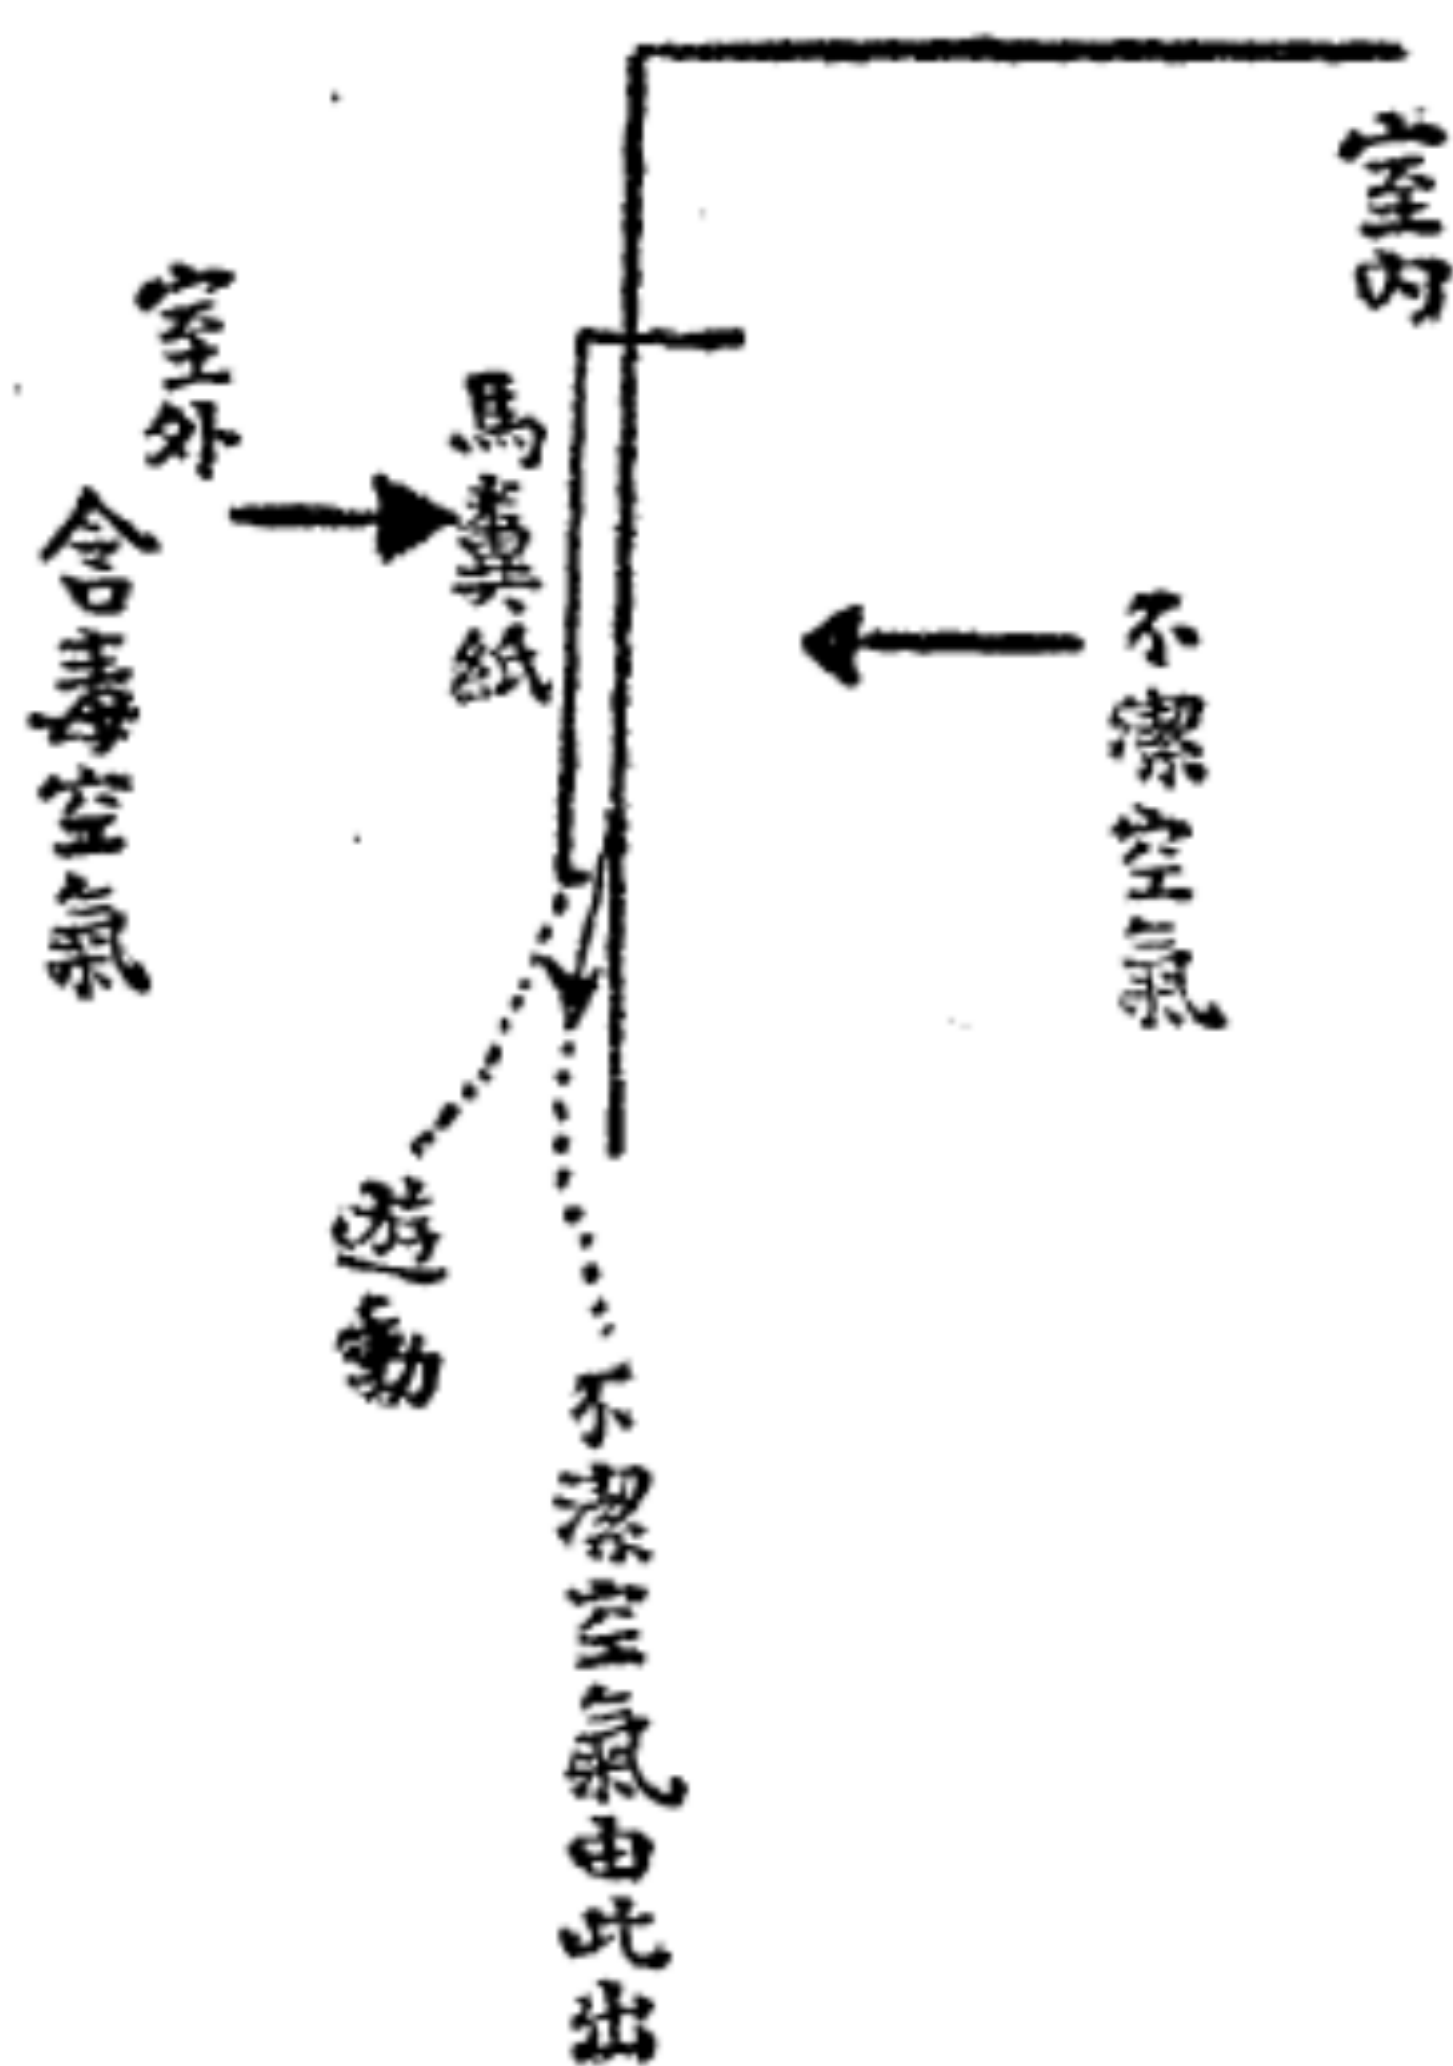 室內
不潔空氣
不潔空氣由此出
馬糞紙
遊動
室外
含毒空氣